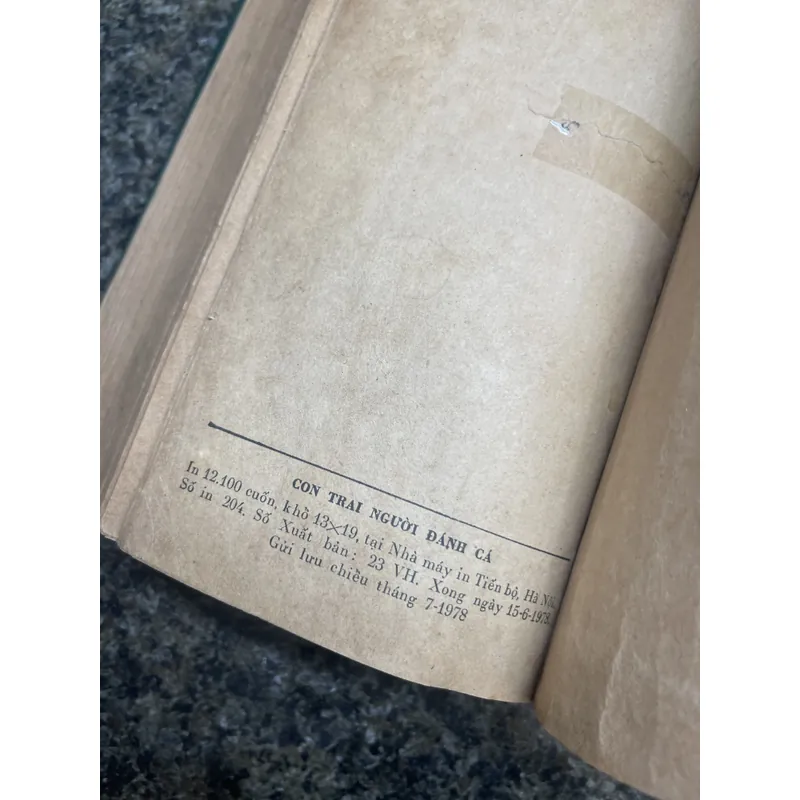 CON TRAI NGƯỜI ĐÁNH CÁ
In 12.100 cuốn, khổ 13×19, tại Nhà máy in Tiến bộ, Hà Nội.
Số in 204. Số Xuất bản: 23 VH. Xong ngày 15-6-1978.
Gửi lưu chiều tháng 7-1978